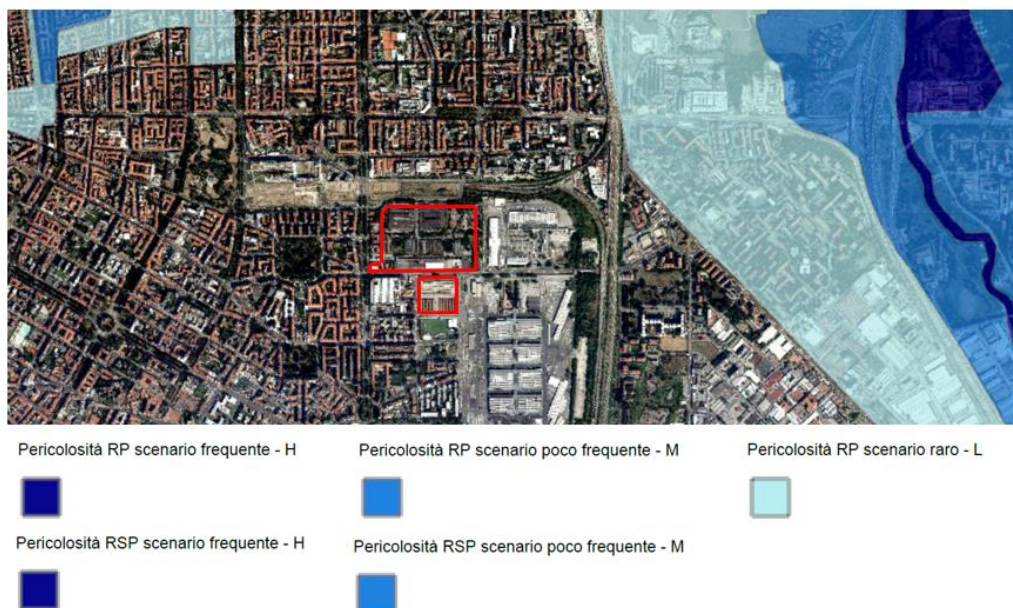 Pericolosità RP scenario frequente - H
Pericolosità RP scenario poco frequente - M
Pericolosità RP scenario raro - L
Pericolosità RSP scenario frequente - H
Pericolosità RSP scenario poco frequente - M